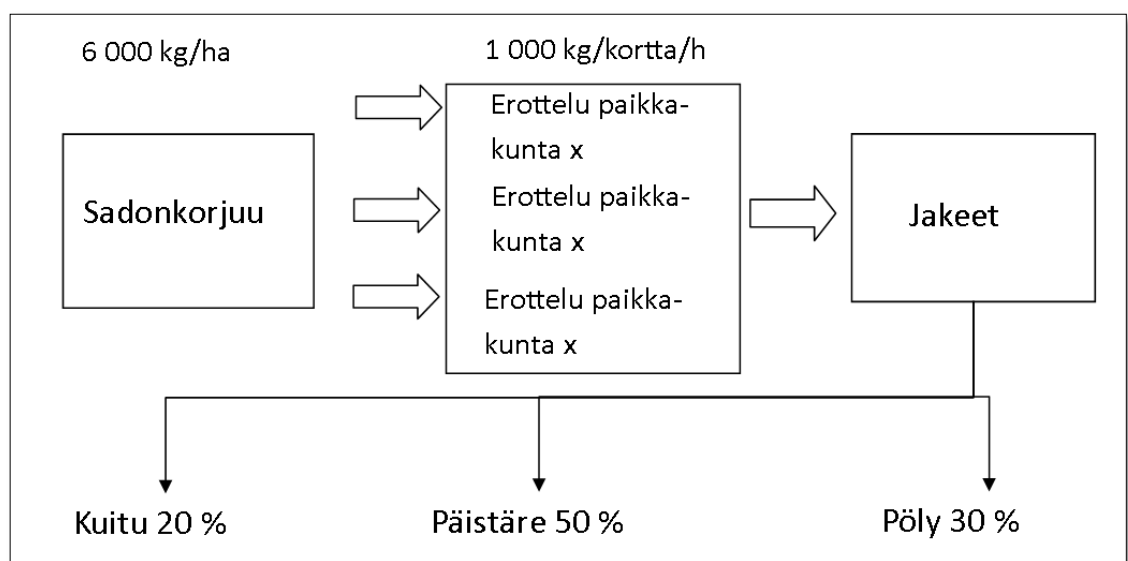 6 000 kg/ha
1 000 kg/kortta/h
Sadonkorjuu
Erottelu paikka-
kunta x
Erottelu paikka-
kunta x
Erottelu paikka-
kunta x
Jakeet
Kuitu 20 %
Päistäre 50 %
Pöly 30 %